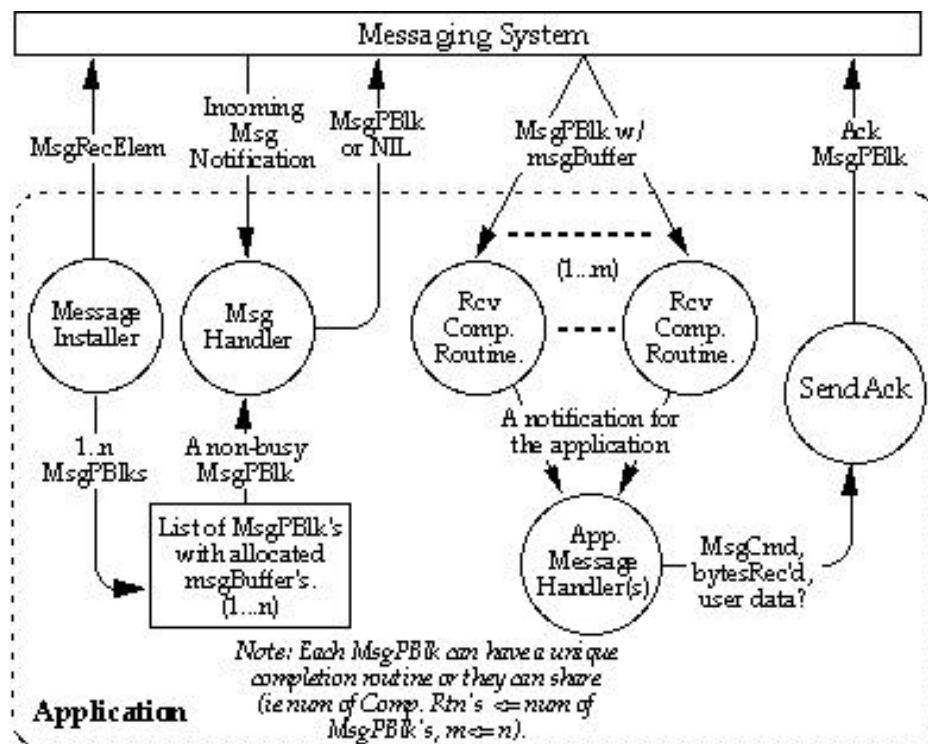 Messaging System
MsgRecElem
Incoming
Msg
Notification
MsgPBlk
or NIL
MsgPBlk w/
msgBuffer
Ack
MsgPBlk
Message
Installer
Msg
Handler
Rcv
Comp.
Routine.
(1...m)
Rcv
Comp.
Routine.
Send Ack
1..n
MsgPBlks
A non-busy
MsgPBlk
A notification for
the application
List of MsgPBlk's
with allocated
msgBuffer's.
(1...n)
App.
Message
Handler(s)
MsgCmd,
bytesRec'd,
user data?
Note: Each MsgPBlk can have a unique
completion routine or they can share
(ie num of Comp. Rtn's <=num of
MsgPBlk's, m<=n).
Application